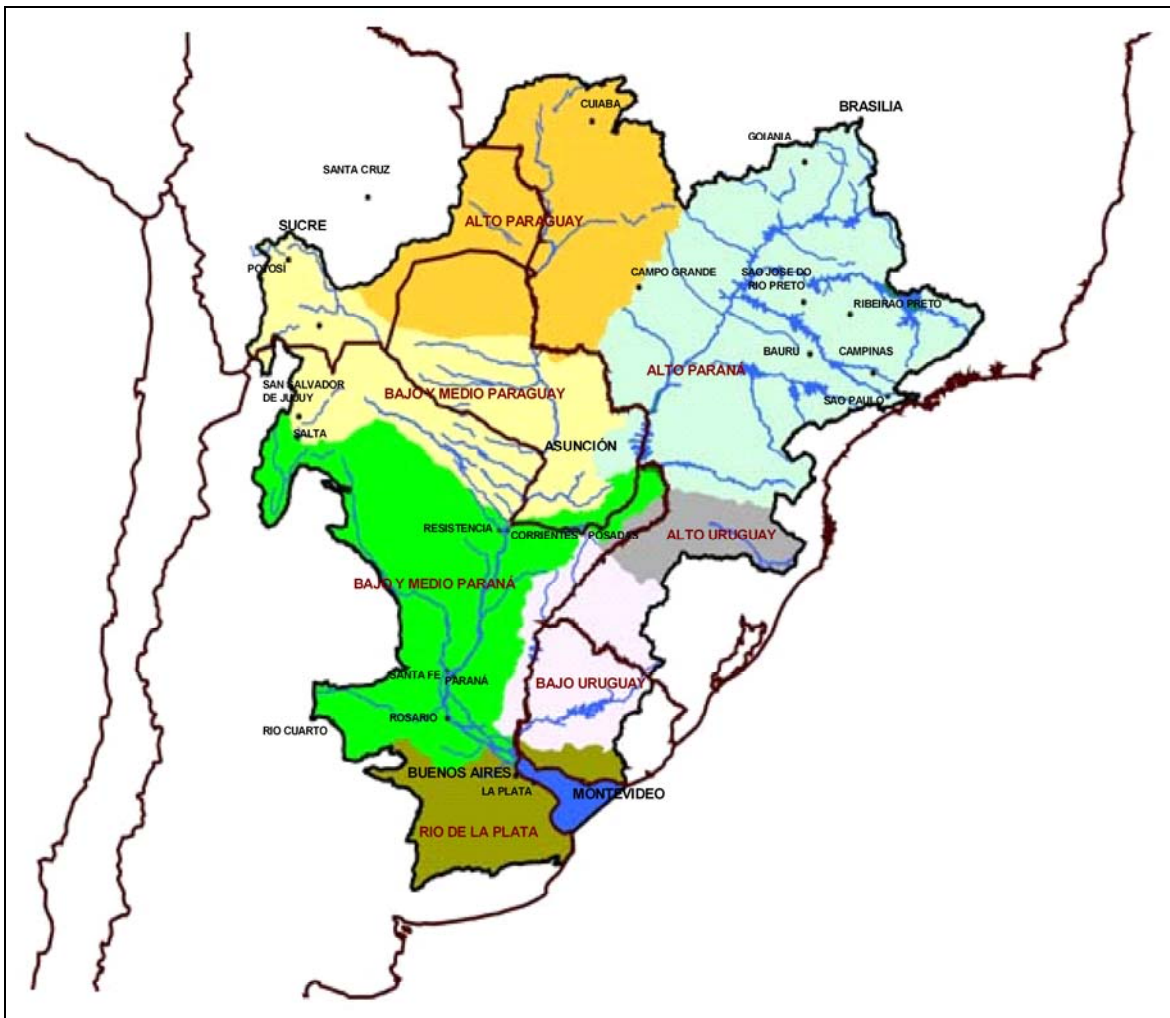 CUIABA
BRASILIA
GOIANIA
SANTA CRUZ
SUCRE
ALTO PARAGUAY
POTOSI
CAMPO GRANDE
SAO JOSE DO
RIO PRETO
RIBEIRAO PRETO
BAURU
CAMPINAS
ALTO PARANÁ
SAN SALVADOR
DE JUJUY
BAJO Y MEDIO PARAGUAY
SAO PAULO
SALTA
ASUNCIÓN
RESISTENCIA
CORRIENTES
POSADAS
ALTO URUGUAY
BAJO Y MEDIO PARANÁ
SANTA FE
PARANÁ
BAJO URUGUAY
ROSARIO
RIO CUARTO
BUENOS AIRES
LA PLATA
MONTEVIDEO
RIO DE LA PLATA